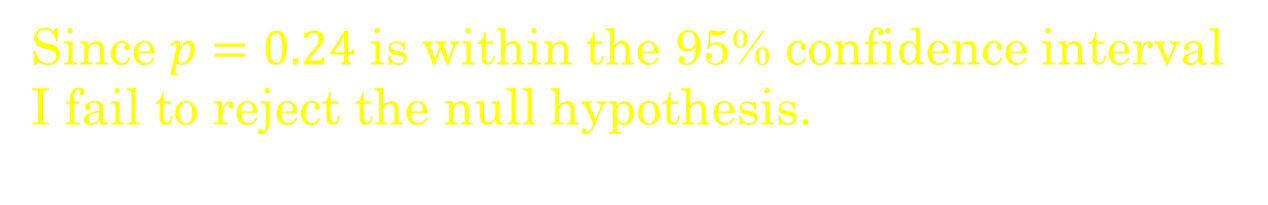 Since p = 0.24 is within the 95% confidence interval
I fail to reject the null hypothesis.